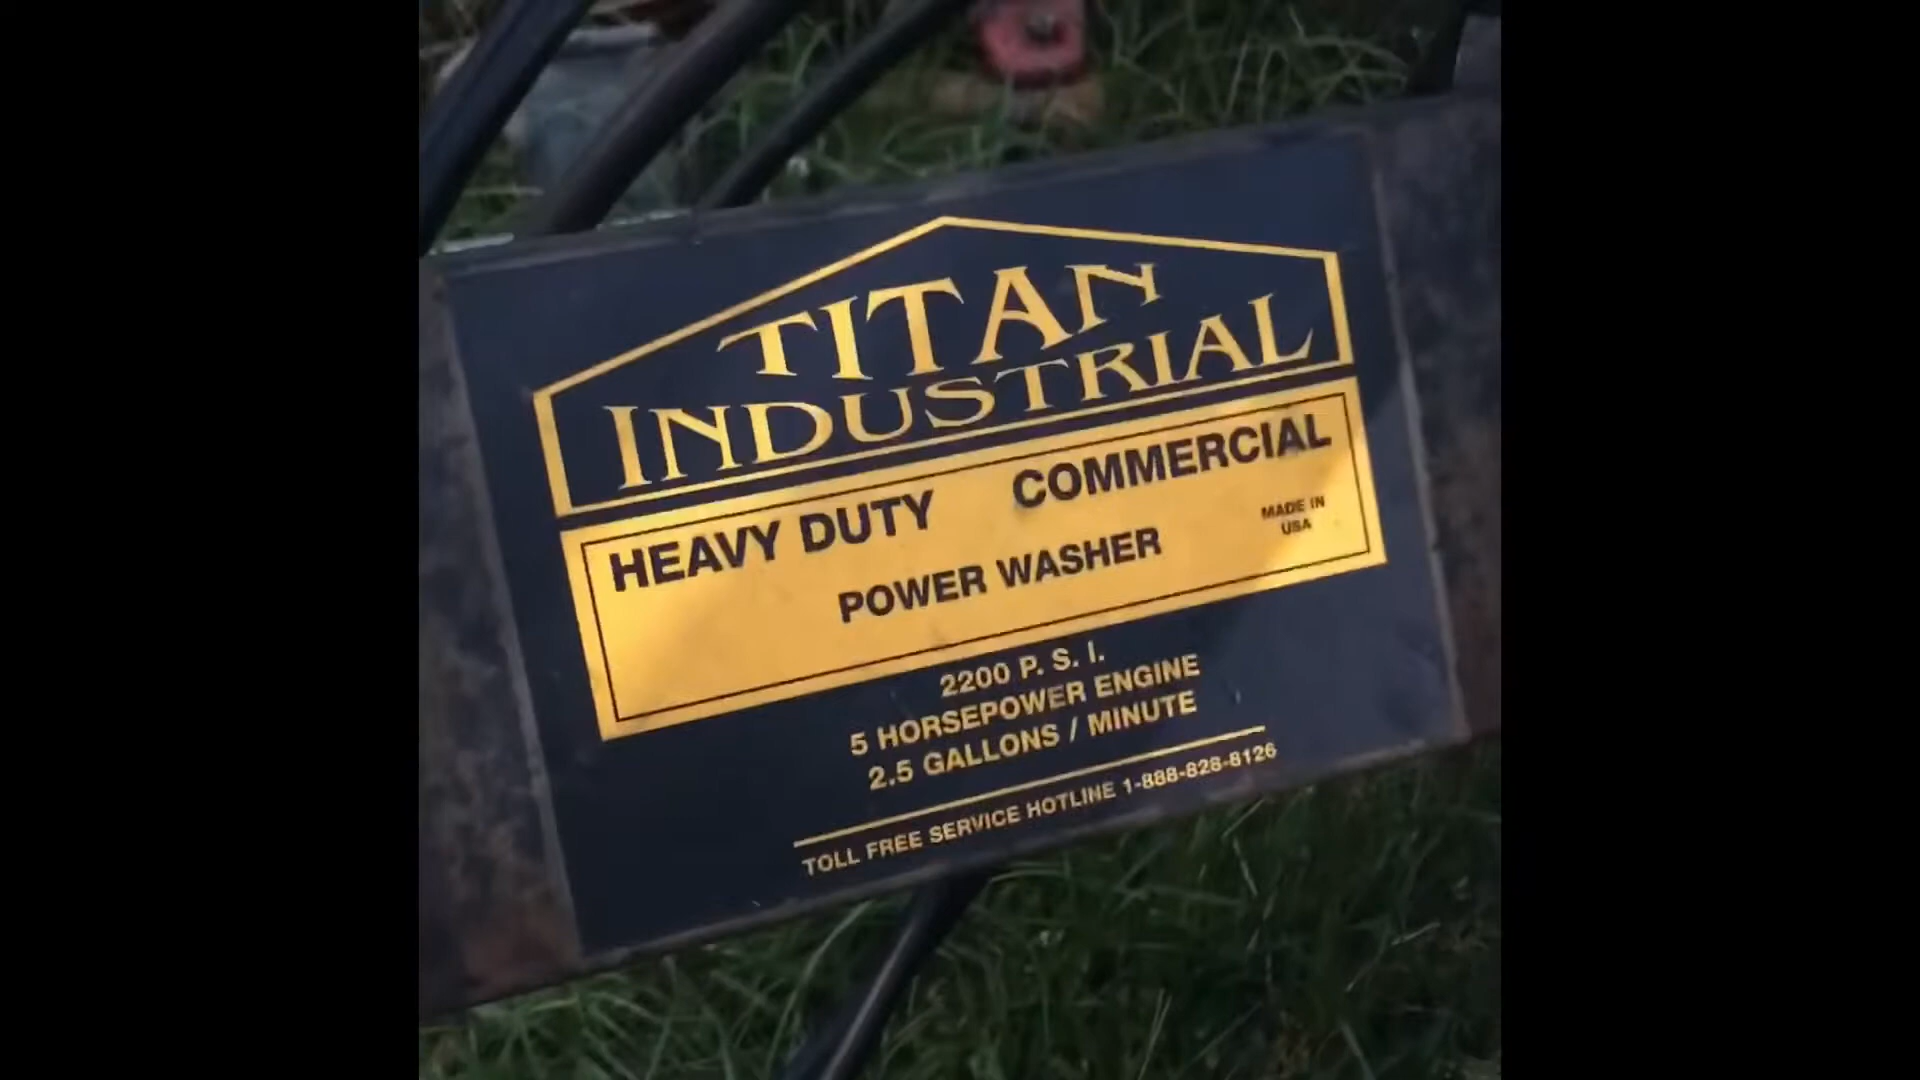 TITAN
INDUSTRIAL
HEAVY DUTY COMMERCIAL
MADE IN
USA
POWER WASHER
2200 P. S. I.
5 HORSEPOWER ENGINE
2.5 GALLONS / MINUTE
TOLL FREE SERVICE HOTLINE 1-888-828-8126